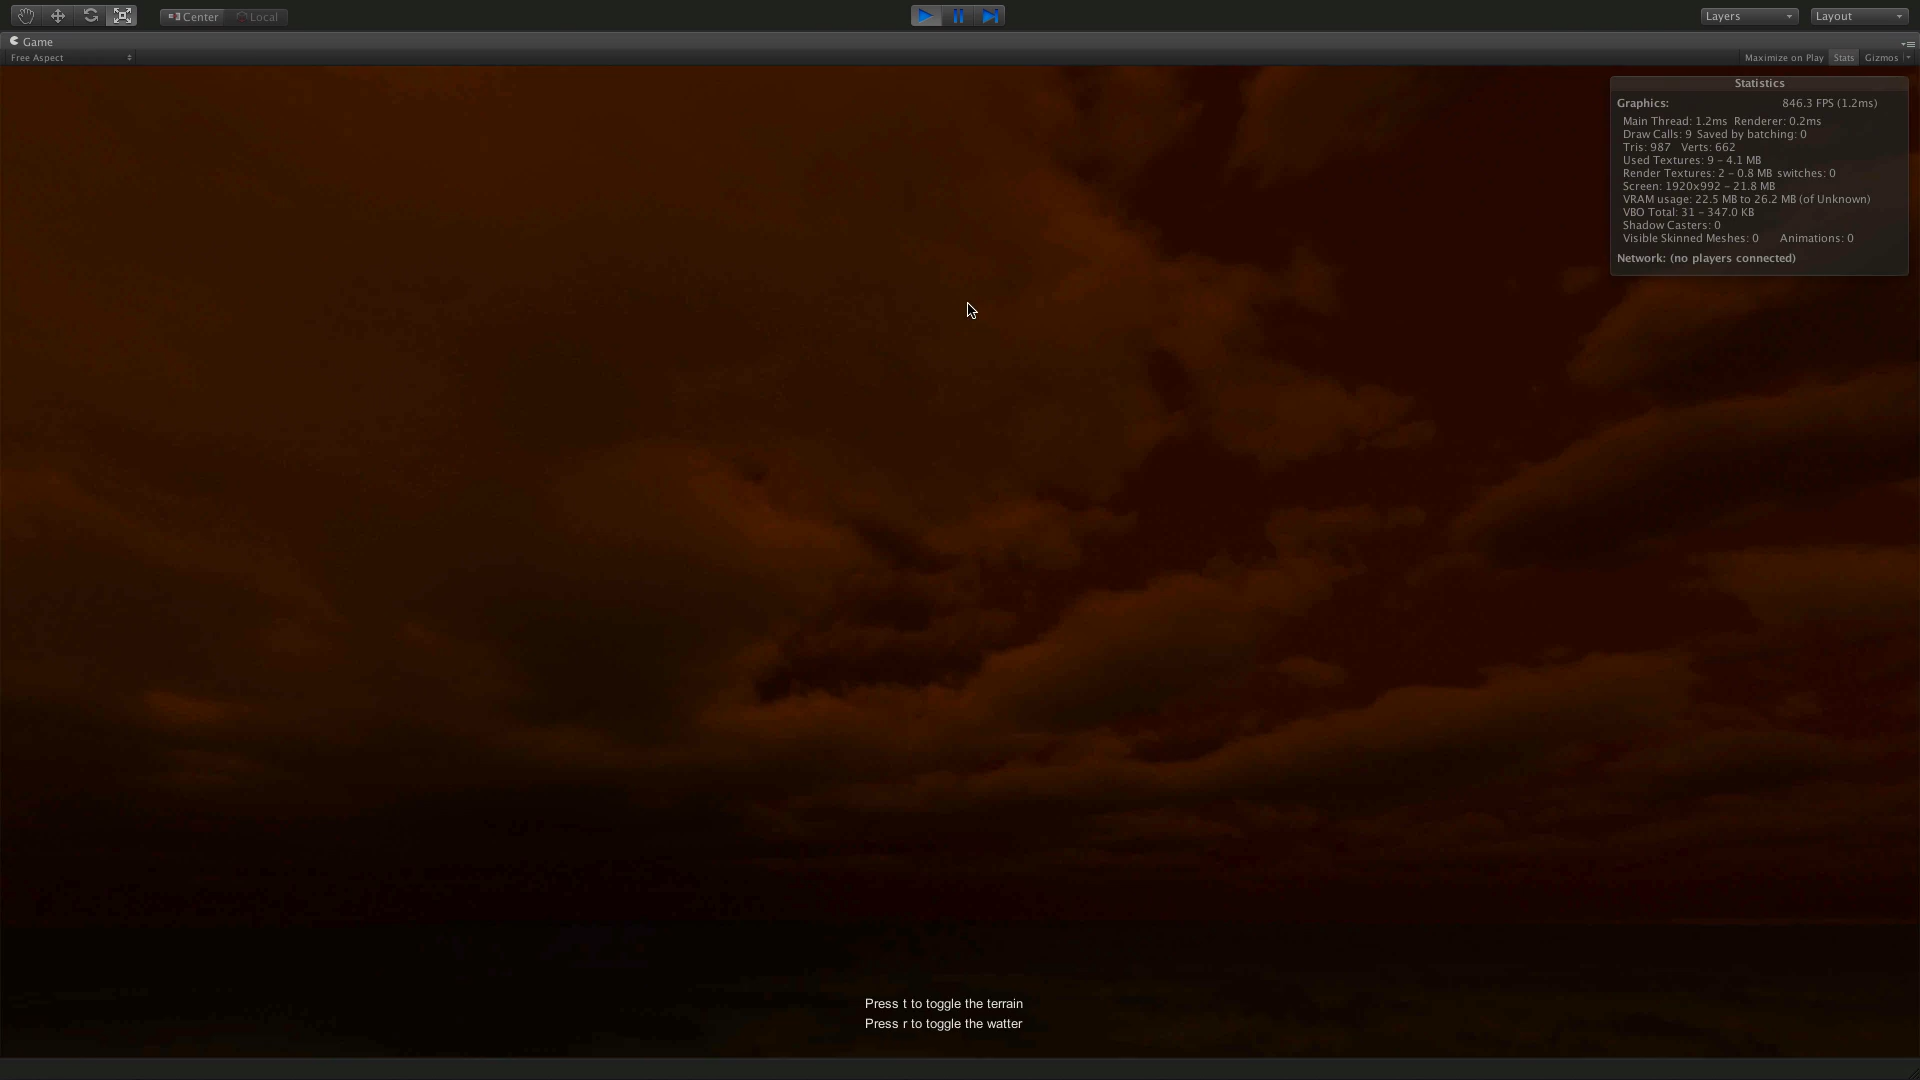 Center Local
Layers
Layout
Game
Free Aspect
Maximize on Play Stats Gizmos
Statistics
Graphics: 846.3 FPS (1.2ms)
Main Thread: 1.2ms Renderer: 0.2ms
Draw Calls: 9 Saved by batching: 0
Tris: 987 Verts: 662
Used Textures: 9 – 4.1 MB
Render Textures: 2 – 0.8 MB switches: 0
Screen: 1920x992 – 21.8 MB
VRAM usage: 22.5 MB to 26.2 MB (of Unknown)
VBO Total: 31 – 347.0 KB
Shadow Casters: 0
Visible Skinned Meshes: 0 Animations: 0
Network: (no players connected)
Press t to toggle the terrain
Press r to toggle the watter